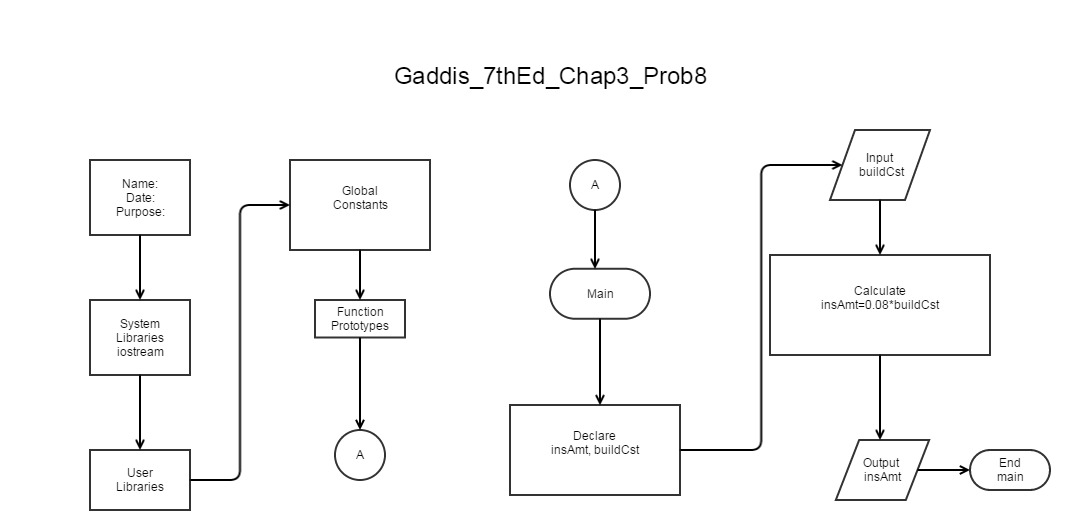 Gaddis_7thEd_Chap3_Prob8
Name:
Date:
Purpose:
System
Libraries
iostream
User
Libraries
Global
Constants
Function
Prototypes
A
A
Main
Declare
insAmt, buildCst
Input
buildCst
Calculate
insAmt=0.08*buildCst
Output
insAmt
End
main